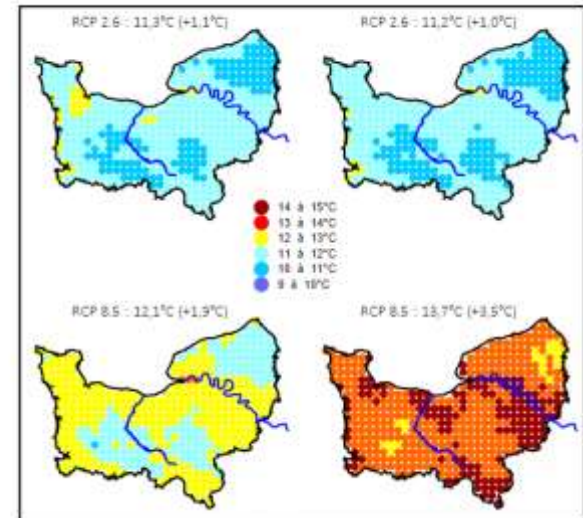 RCP 2.6 : 11,3°C (+1,1°C)
RCP 2.6 : 11,2°C (+1,0°C)
14 à 15°C
13 à 14°C
12 à 13°C
11 à 12°C
10 à 11°C
9 à 10°C
RCP 8.5 : 12,1°C (+1,9°C)
RCP 8.5 : 13,7°C (+3,5°C)